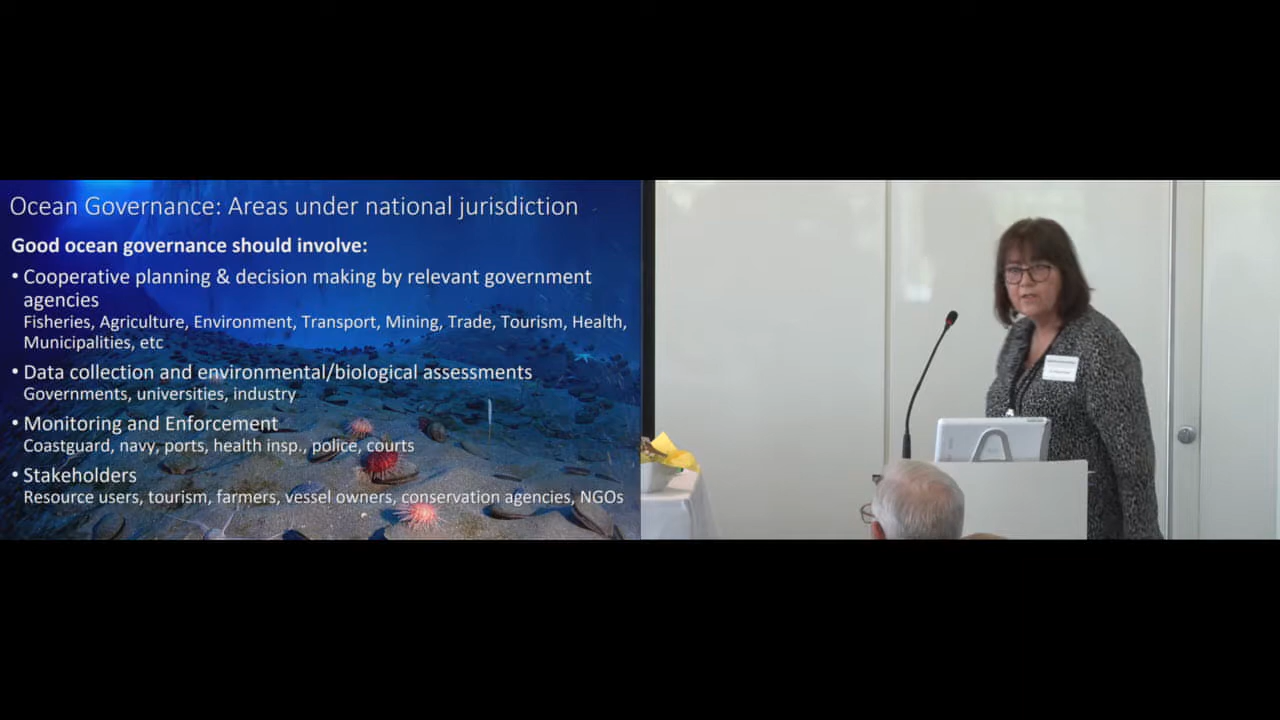 Ocean Governance: Areas under national jurisdiction
Good ocean governance should involve:
• Cooperative planning & decision making by relevant government
agencies
Fisheries, Agriculture, Environment, Transport, Mining, Trade, Tourism, Health,
Municipalities, etc
• Data collection and environmental/biological assessments
Governments, universities, industry
• Monitoring and Enforcement
Coastguard, navy, ports, health insp., police, courts
• Stakeholders
Resource users, tourism, farmers, vessel owners, conservation agencies, NGOs